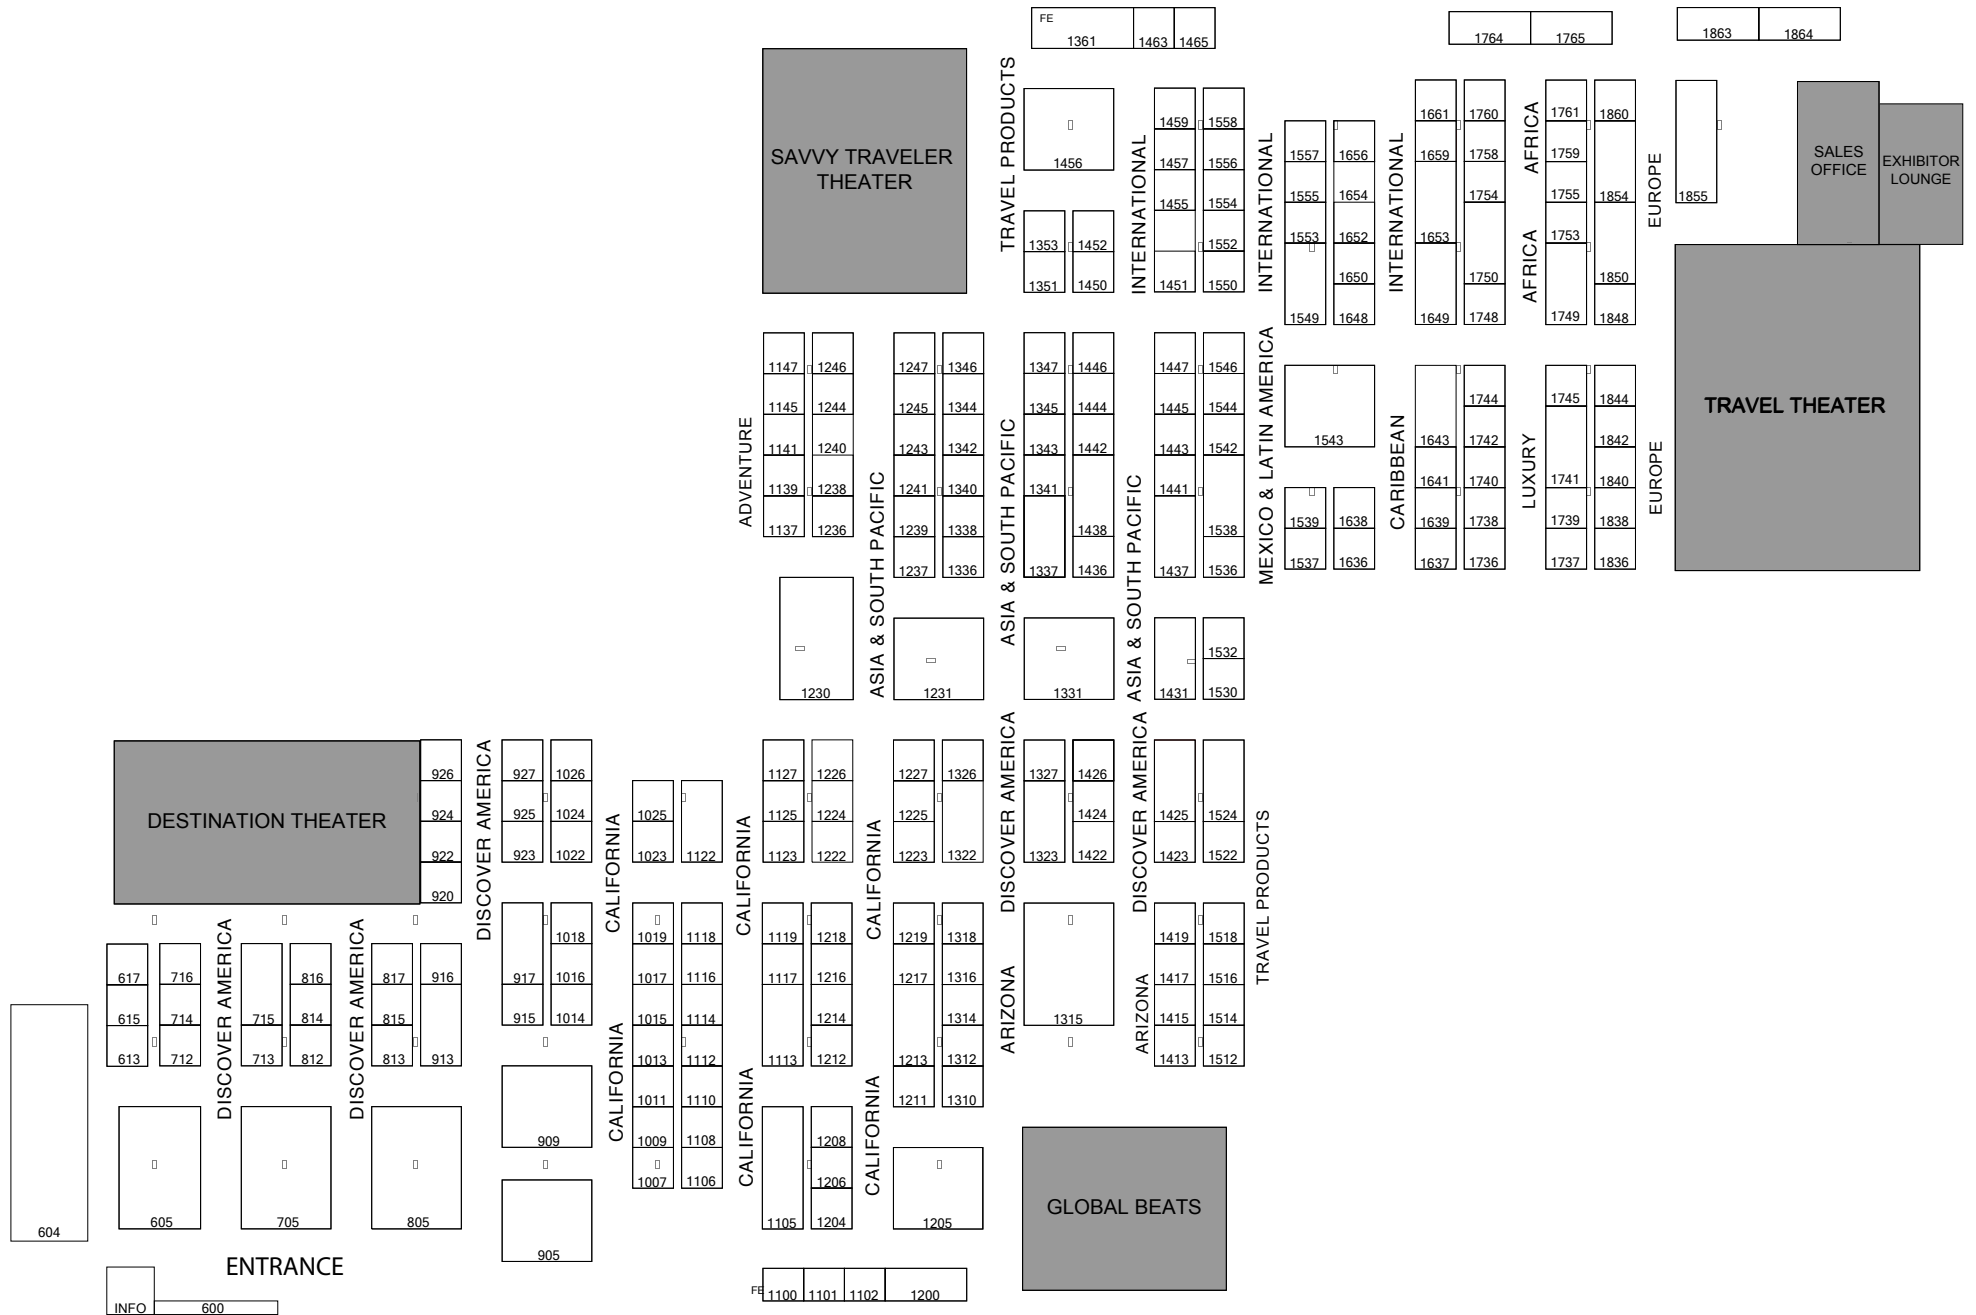 FE
1361 1463 1465
1764 1765
1863 1864
SAVVY TRAVELER
THEATER
TRAVEL PRODUCTS
1456
1353 1452
1351 1450
INTERNATIONAL
1459 1558
1457 1556
1455 1554
1552
1451 1550
INTERNATIONAL
1557 1656
1555 1654
1553 1652
1650
1549 1648
INTERNATIONAL
1661 1760
1659 1758
1754
1653
1750
1649 1748
AFRICA
AFRICA
AFRICA
1761 1860
1759
1755 1854
1753
1850
1749 1848
EUROPE
1855
SALES
OFFICE
EXHIBITOR
LOUNGE
TRAVEL THEATER
ADVENTURE
1147 1246
1145 1244
1141 1240
1139 1238
1137 1236
1230
ASIA & SOUTH PACIFIC
1247 1346
1245 1344
1243 1342
1241 1340
1239 1338
1237 1336
1231
ASIA & SOUTH PACIFIC
1347 1446
1345 1444
1343 1442
1341
1438
1337 1436
1331
ASIA & SOUTH PACIFIC
1447 1546
1445 1544
1443 1542
1441
1538
1437 1536
1532
1431 1530
MEXICO & LATIN AMERICA
1543
1539 1638
1537 1636
CARIBBEAN
1744
1643 1742
1641 1740
1639 1738
1637 1736
LUXURY
1745 1844
1842
1741 1840
1739 1838
1737 1836
EUROPE
DESTINATION THEATER
926
924
922
920
DISCOVER AMERICA
927 1026
925 1024
923 1022
1018
917 1016
915 1014
909
905
CALIFORNIA
CALIFORNIA
1025
1023 1122
1019 1118
1017 1116
1015 1114
1013 1112
1011 1110
1009 1108
1007 1106
CALIFORNIA
CALIFORNIA
1127 1226
1125 1224
1123 1222
1119 1218
1117 1216
1214
1113 1212
1208
1206
1105 1204
CALIFORNIA
CALIFORNIA
1227 1326
1225
1223 1322
1219 1318
1217 1316
1314
1213 1312
1211 1310
1205
DISCOVER AMERICA
ARIZONA
1327 1426
1424
1323 1422
1315
DISCOVER AMERICA
ARIZONA
1425 1524
1423 1522
1419 1518
1417 1516
1415 1514
1413 1512
TRAVEL PRODUCTS
GLOBAL BEATS
617 716
615 714
613 712
DISCOVER AMERICA
816
715 814
713 812
DISCOVER AMERICA
817 916
815
813 913
604
605 705 805
ENTRANCE
INFO 600
FE 1100 1101 1102 1200